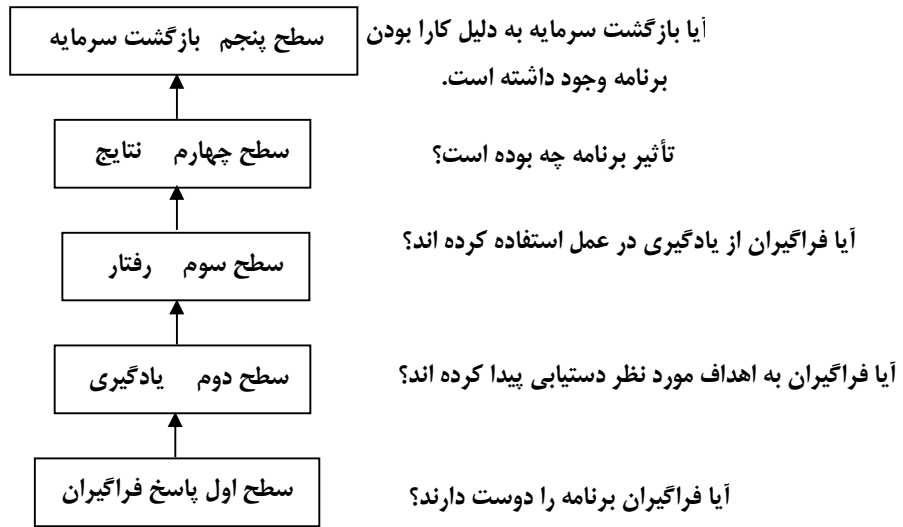 سطح پنجم بازگشت سرمایه
آیا بازگشت سرمایه به دلیل کارا بودن
برنامه وجود داشته است.
سطح چهارم نتایج
تأثیر برنامه چه بوده است؟
سطح سوم رفتار
آیا فراگیران از یادگیری در عمل استفاده کرده اند؟
سطح دوم یادگیری
آیا فراگیران به اهداف مورد نظر دستیابی پیدا کرده اند؟
سطح اول پاسخ فراگیران
آیا فراگیران برنامه را دوست دارند؟